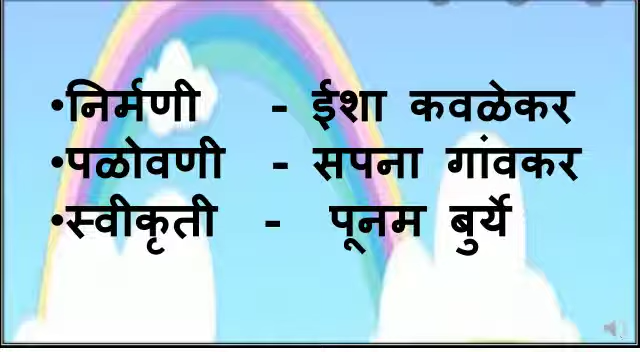 •निर्मणी - ईशा कवळेकर
•पळोवणी - सपना गांवकर
•स्वीकृती - पूनम बुर्ये